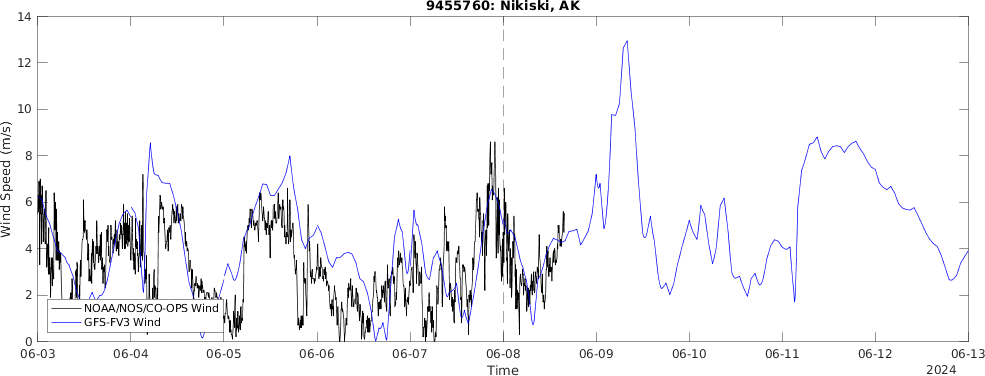 9455760: Nikiski, AK
14
12
10
8
6
4
2
0
Wind Speed (m/s)
NOAA/NOS/CO-OPS Wind
GFS-FV3 Wind
06-03 06-04 06-05 06-06 06-07 06-08 06-09 06-10 06-11 06-12 06-13
Time
2024